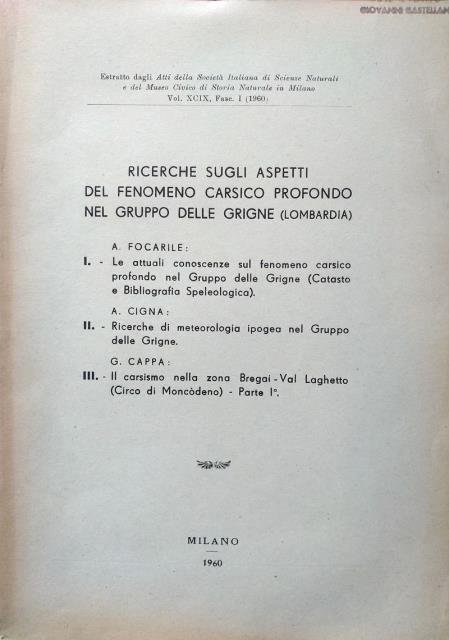 GIOVANNI CASTELLAN
Estratto dagli Atti della Società Italiana di Scienze Naturali
e del Museo Civico di Storia Naturale in Milano
Vol. XCIX, Fasc. I (1960)
RICERCHE SUGLI ASPETTI
DEL FENOMENO CARSICO PROFONDO
NEL GRUPPO DELLE GRIGNE (LOMBARDIA)
A. FOCARILE:
I. - Le attuali conoscenze sul fenomeno carsico
profondo nel Gruppo delle Grigne (Catasto
e Bibliografia Speleologica).
A. CIGNA:
II. - Ricerche di meteorologia ipogea nel Gruppo
delle Grigne.
G. CAPPA:
III. - Il carsismo nella zona Bregai - Val Laghetto
(Circo di Moncòdeno) - Parte Iª.
MILANO
1960